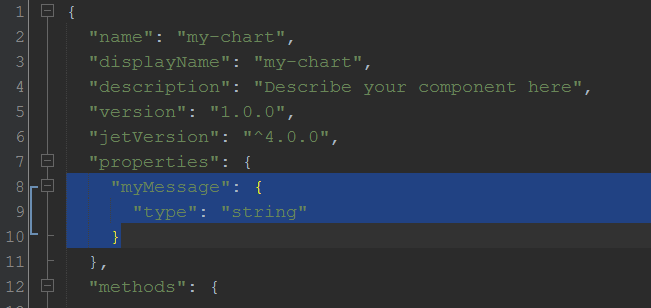 1 {
2 "name": "my-chart",
3 "displayName": "my-chart",
4 "description": "Describe your component here",
5 "version": "1.0.0",
6 "jetVersion": "^4.0.0",
7 "properties": {
8 "myMessage": {
9 "type": "string"
10 }
11 },
12 "methods": {